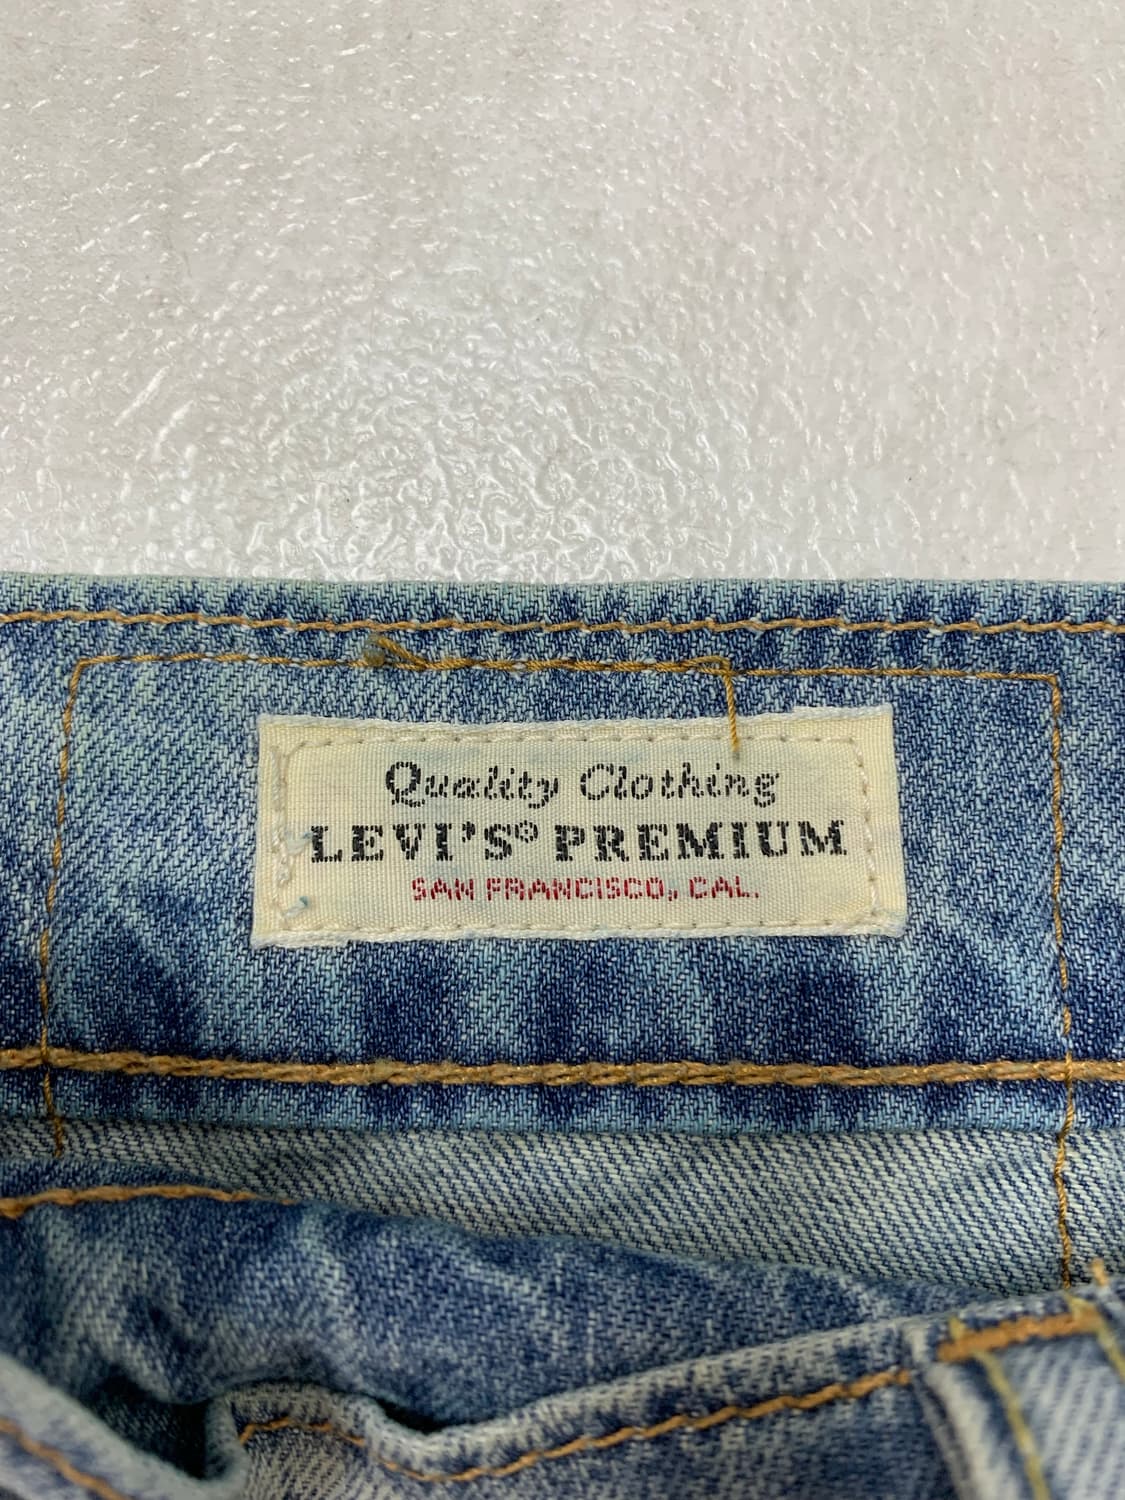 Quality Clothing
LEVI'S® PREMIUM
SAN FRANCISCO, CAL.